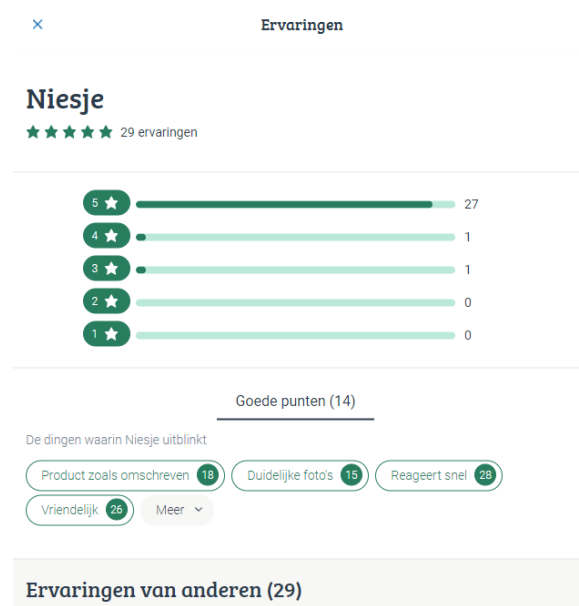 Ervaringen
Niesje
29 ervaringen
5 27
4 1
3 1
2 0
1 0
Goede punten (14)
De dingen waarin Niesje uitblinkt
Product zoals omschreven 18 Duidelijke foto's 15 Reageert snel 28
Vriendelijk 26 Meer
Ervaringen van anderen (29)